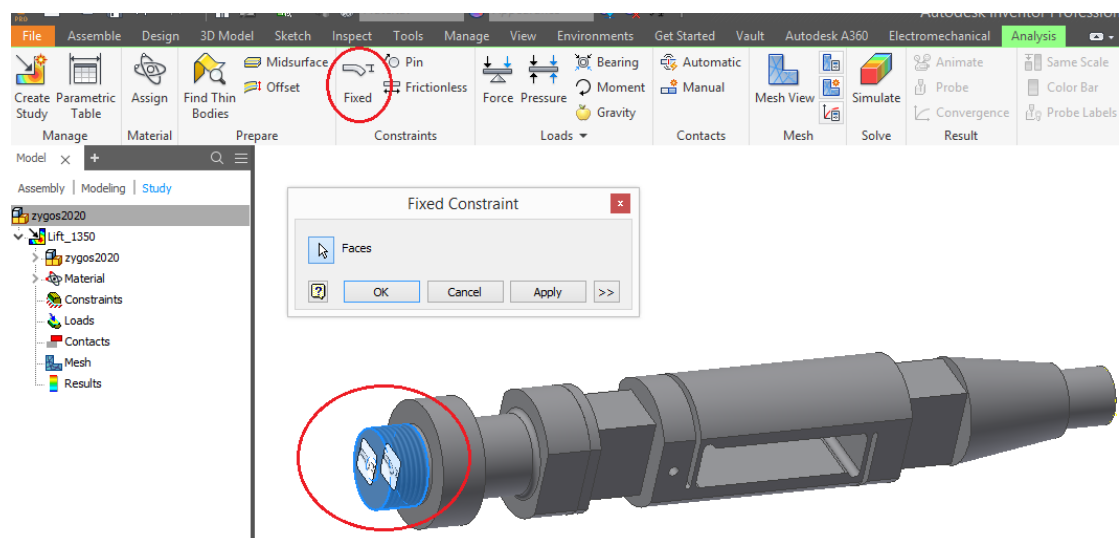 PRO
Autodesk Inventor Profession
File Assemble Design 3D Model Sketch Inspect Tools Manage View Environments Get Started Vault Autodesk A360 Electromechanical Analysis
Midsurface Pin Bearing Automatic Animate Same Scale
Offset Frictionless Moment Manual Probe Color Bar
Create Study Parametric Table Assign Find Thin Bodies Fixed Force Pressure Gravity Mesh View Simulate Convergence Probe Labels
Manage Material Prepare Constraints Loads Contacts Mesh Solve Result
Model x +
Assembly | Modeling | Study
zygos2020
Lift_1350
zygos2020
Material
Constraints
Loads
Contacts
Mesh
Results
Fixed Constraint
x
Faces
? OK Cancel Apply >>